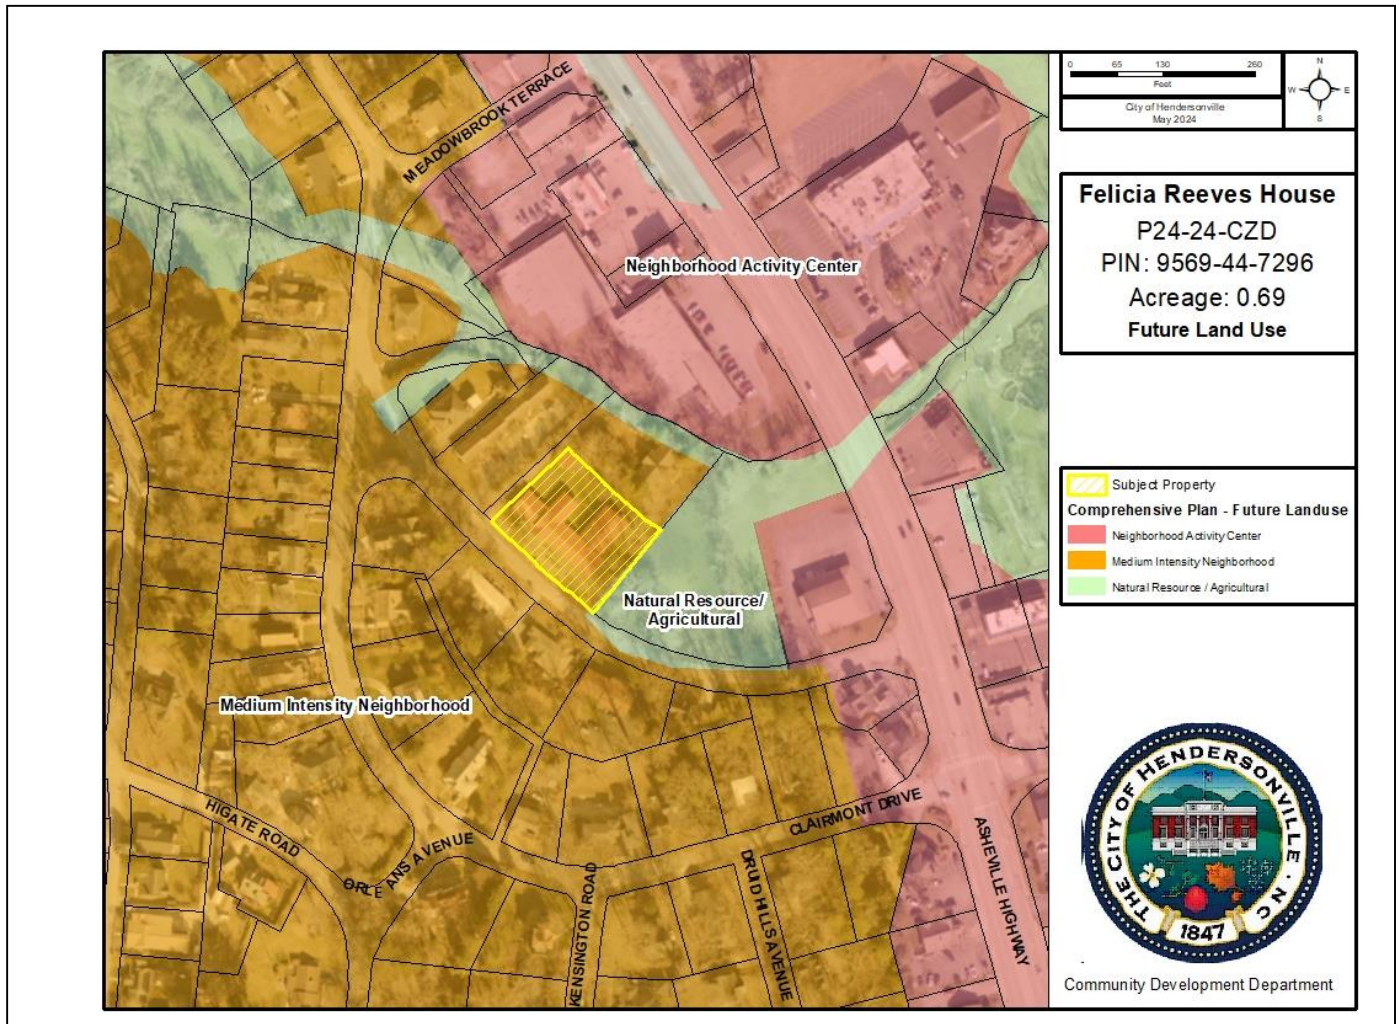 MEADOWBROOK TERRACE
Neighborhood Activity Center
Natural Resource/
Agricultural
Medium Intensity Neighborhood
HIGATE ROAD
ORLEANS AVENUE
KENSINGTON ROAD
DRUID HILLS AVENUE
CLAIRMONT DRIVE
ASHEVILLE HIGHWAY
0 65 130 260
Feet
City of Hendersonville
May 2024
N
W E
S
Felicia Reeves House
P24-24-CZD
PIN: 9569-44-7296
Acreage: 0.69
Future Land Use
Subject Property
Comprehensive Plan - Future Landuse
Neighborhood Activity Center
Medium Intensity Neighborhood
Natural Resource / Agricultural
THE CITY OF HENDERSONVILLE · NC
1847
Community Development Department